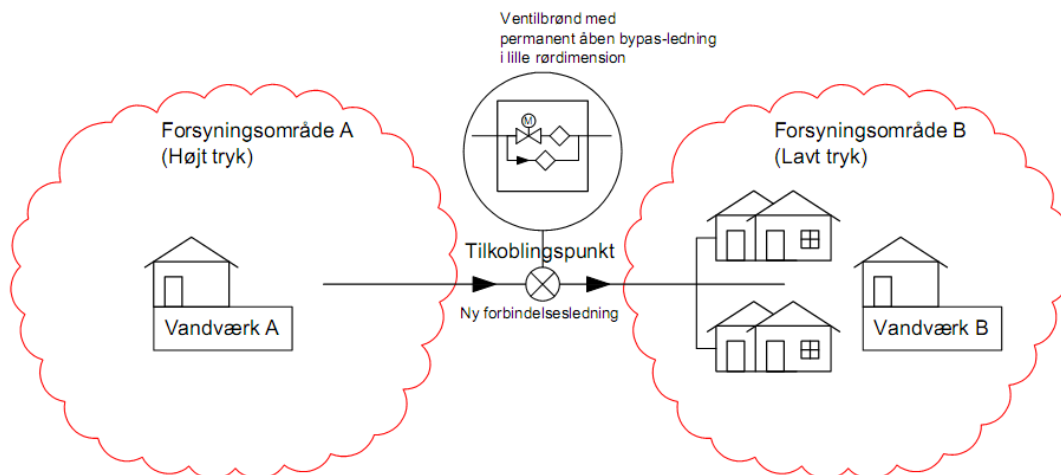 Ventilbrønd med
permanent åben bypas-ledning
i lille rørdimension
M
Forsyningsområde A
(Højt tryk)
Forsyningsområde B
(Lavt tryk)
Tilkoblingspunkt
Ny forbindelsesledning
Vandværk A
Vandværk B